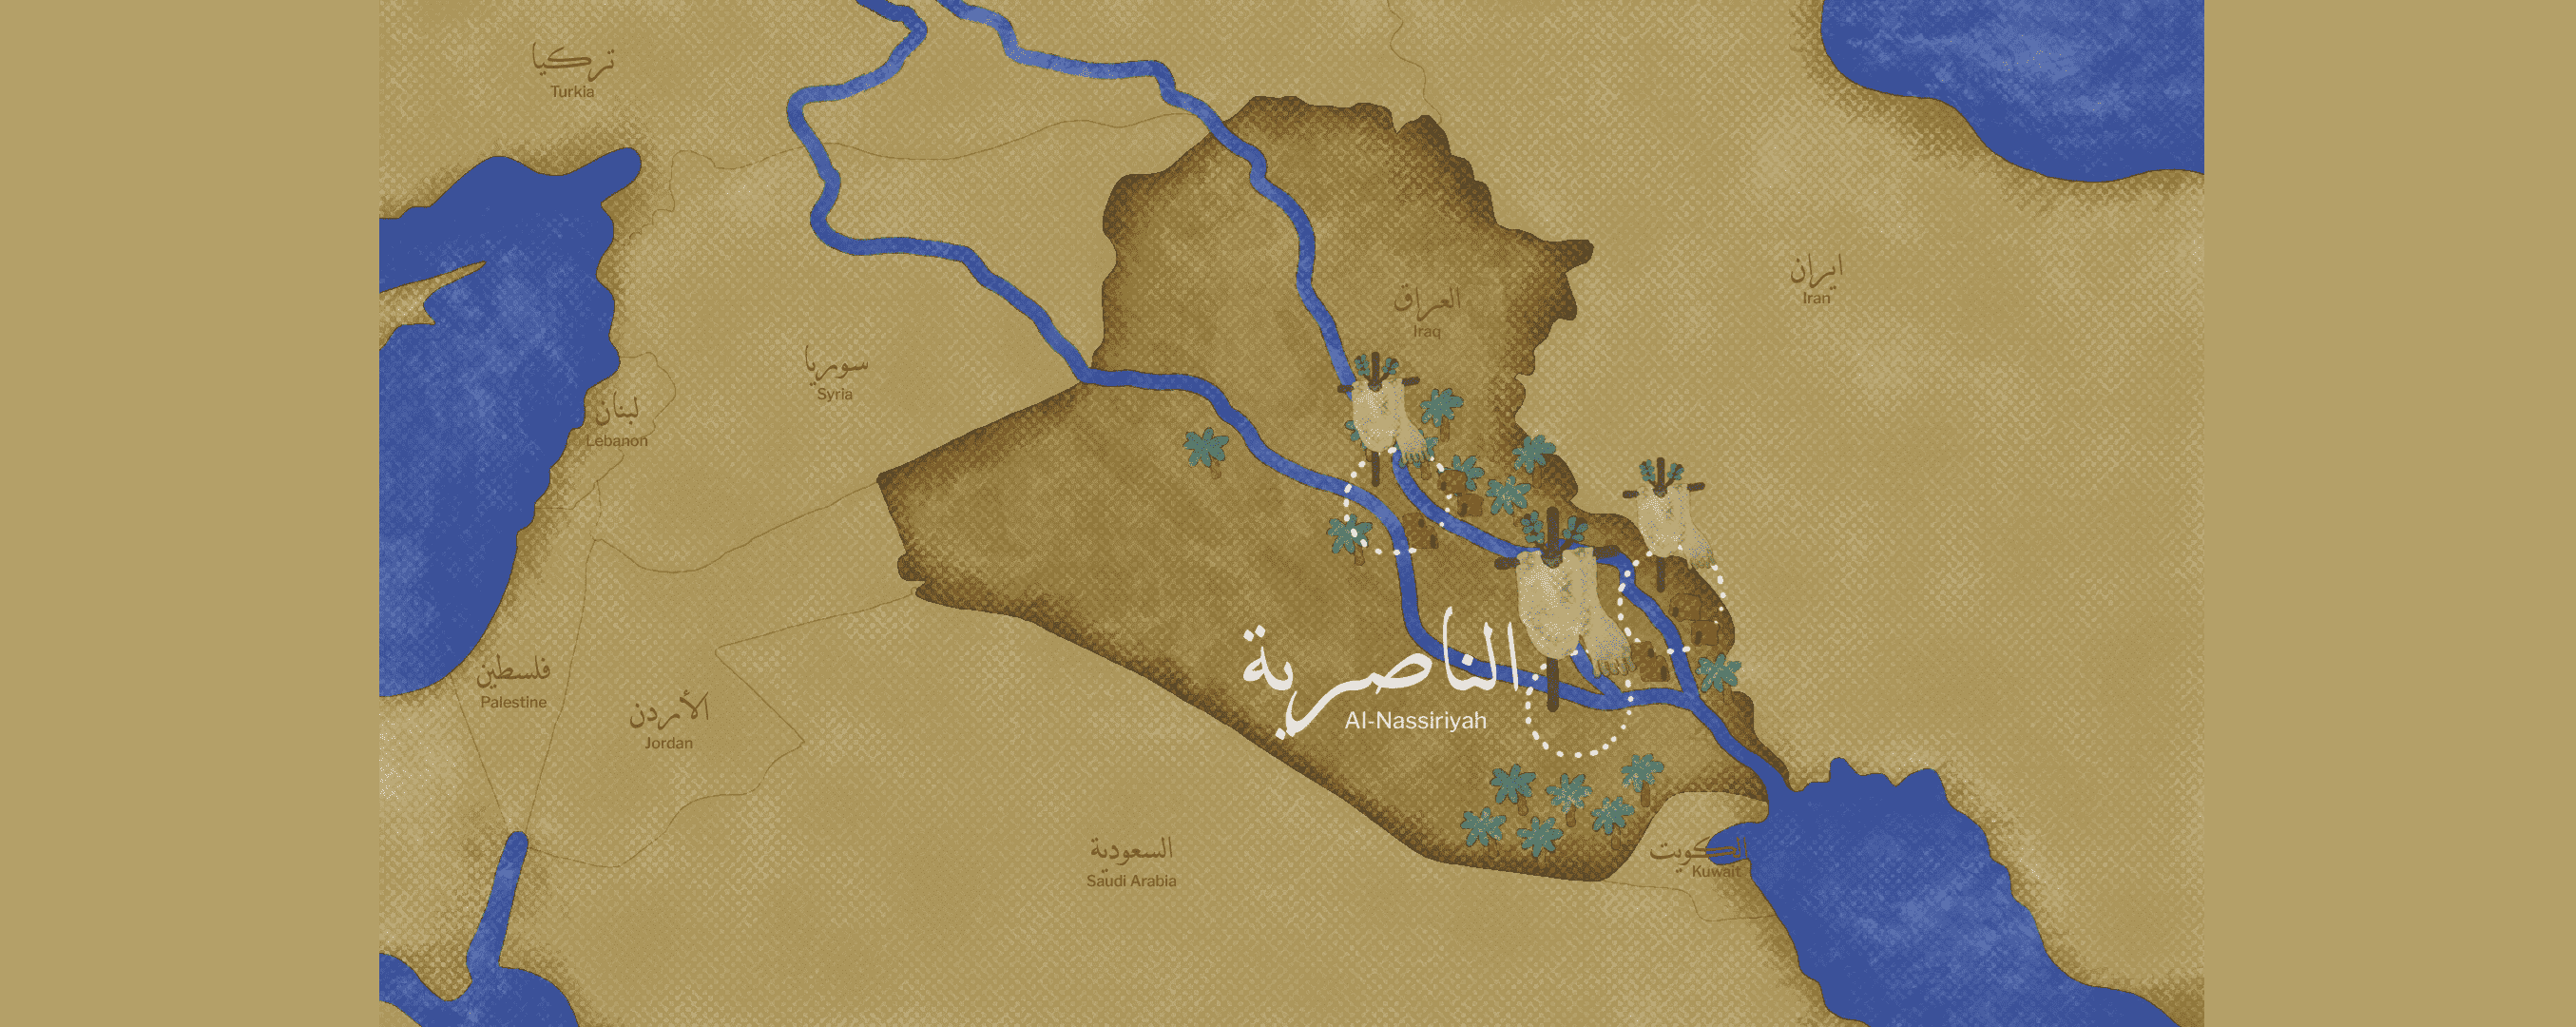 تركيا
Turkia
ايران
Iran
العراق
Iraq
سوريا
Syria
لبنان
Lebanon
الناصرية
Al-Nassiriyah
فلسطين
Palestine
الأردن
Jordan
السعودية
Saudi Arabia
الكويت
Kuwait